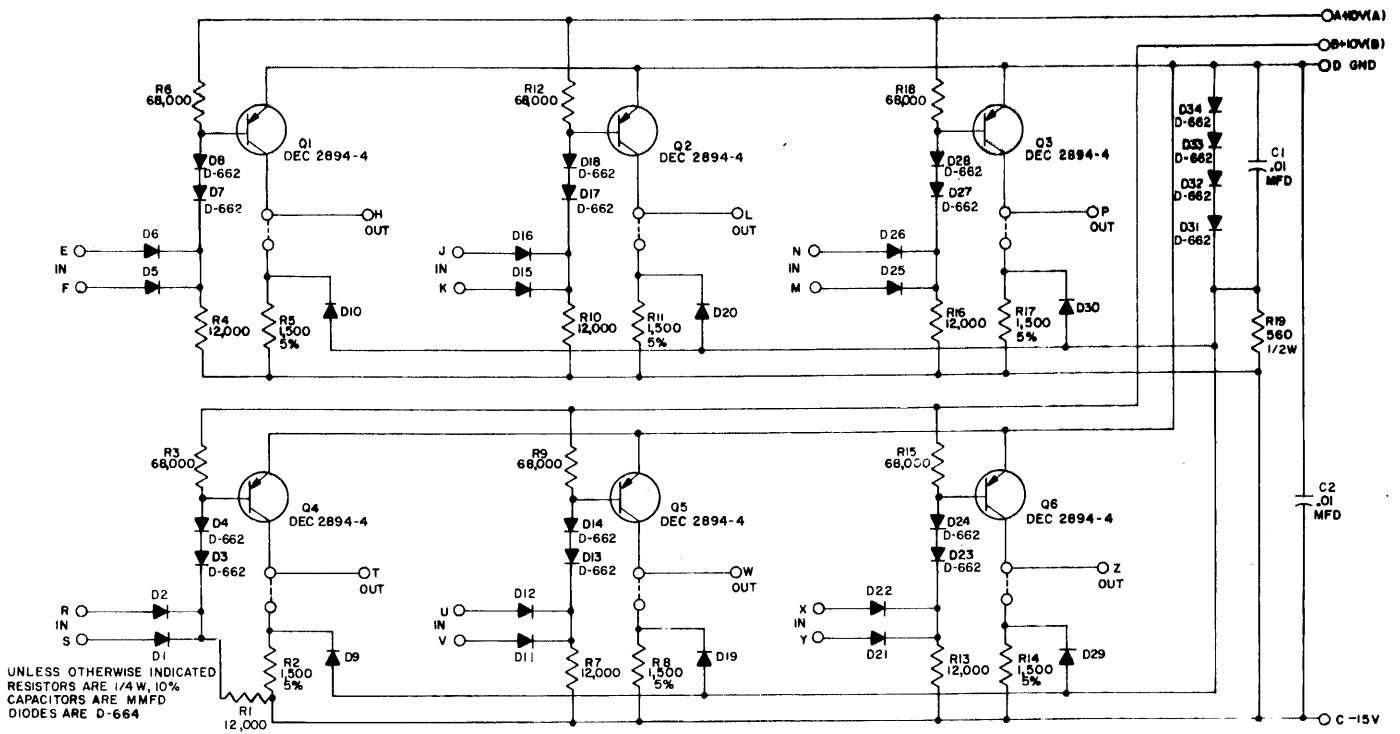 A+10V(A)
B+10V(B)
D GND
R6
68,000
R12
68,000
R18
68,000
D34
D-662
D33
D-662
D32
D-662
D31
D-662
C1
.01
MFD
Q1
DEC 2894-4
Q2
DEC 2894-4
Q3
DEC 2894-4
D8
D-662
D7
D-662
D18
D-662
D17
D-662
D28
D-662
D27
D-662
H
OUT
L
OUT
P
OUT
E
IN
F
D6
D5
J
IN
K
D16
D15
N
IN
M
D26
D25
R4
12,000
R5
1,500
5%
D10
R10
12,000
R11
1,500
5%
D20
R16
12,000
R17
1,500
5%
D30
R19
560
1/2W
R3
68,000
R9
68,000
R15
68,000
Q4
DEC 2894-4
Q5
DEC 2894-4
Q6
DEC 2894-4
C2
.01
MFD
D4
D-662
D3
D-662
D14
D-662
D13
D-662
D24
D-662
D23
D-662
T
OUT
W
OUT
Z
OUT
R
IN
S
D2
D1
U
IN
V
D12
D11
X
IN
Y
D22
D21
R2
1,500
5%
D9
R7
12,000
R8
1,500
5%
D19
R13
12,000
R14
1,500
5%
D29
R1
12,000
UNLESS OTHERWISE INDICATED
RESISTORS ARE 1/4W, 10%
CAPACITORS ARE MMFD
DIODES ARE D-664
C -15V